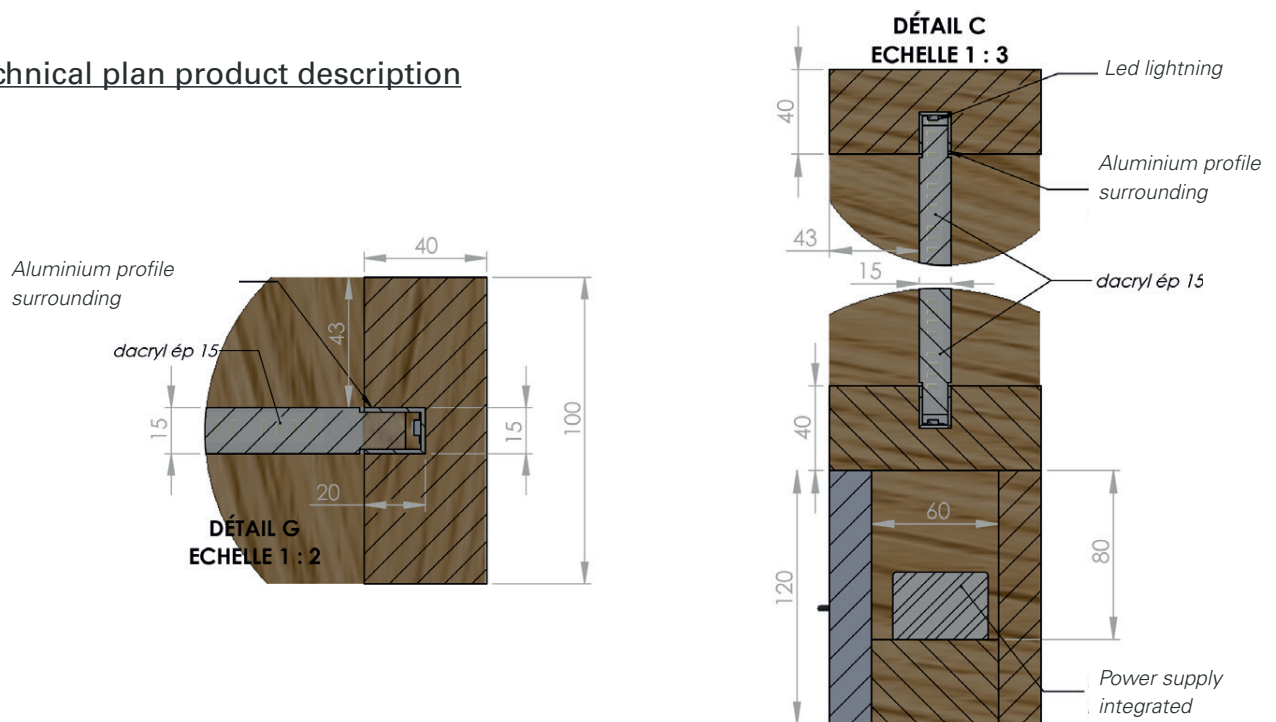 chnical plan product description
DÉTAIL C
ECHELLE 1 : 3
Led lightning
40
Aluminium profile
surrounding
43
15
dacryl ép 15
40
60
80
120
Power supply
integrated
40
Aluminium profile
surrounding
43
dacryl ép 15
15
15
100
20
DÉTAIL G
ECHELLE 1 : 2